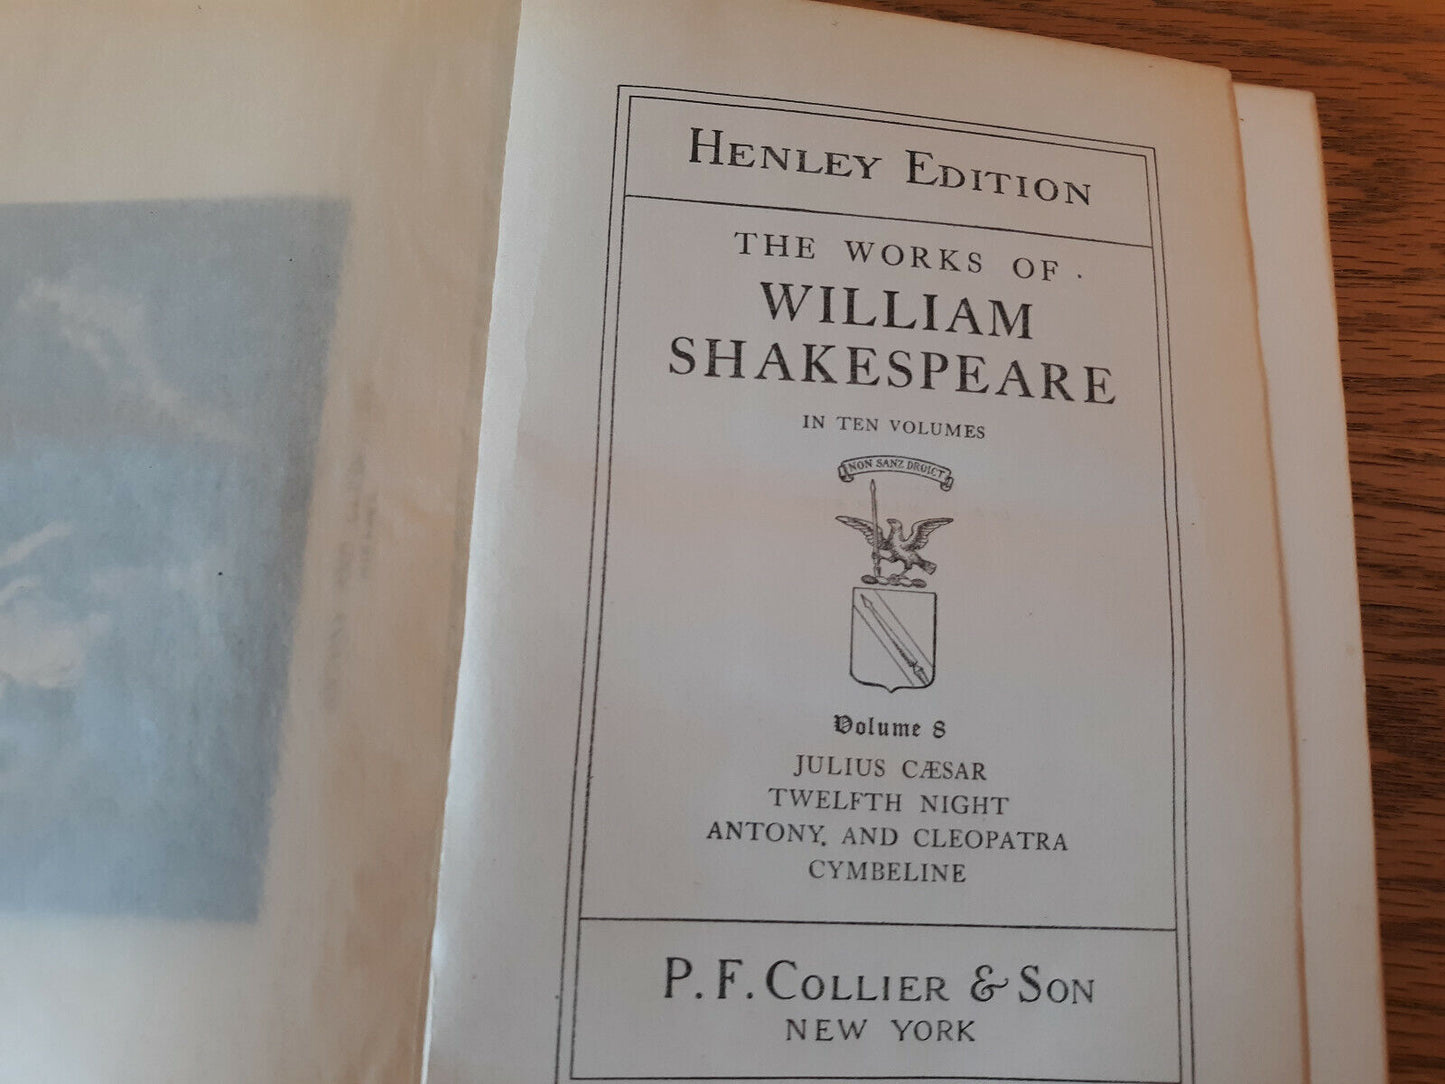 HENLEY EDITION
THE WORKS OF
WILLIAM
SHAKESPEARE
IN TEN VOLUMES
NON SANZ DROICT
Volume 8
JULIUS CÆSAR
TWELFTH NIGHT
ANTONY, AND CLEOPATRA
CYMBELINE
P. F. COLLIER & SON
NEW YORK